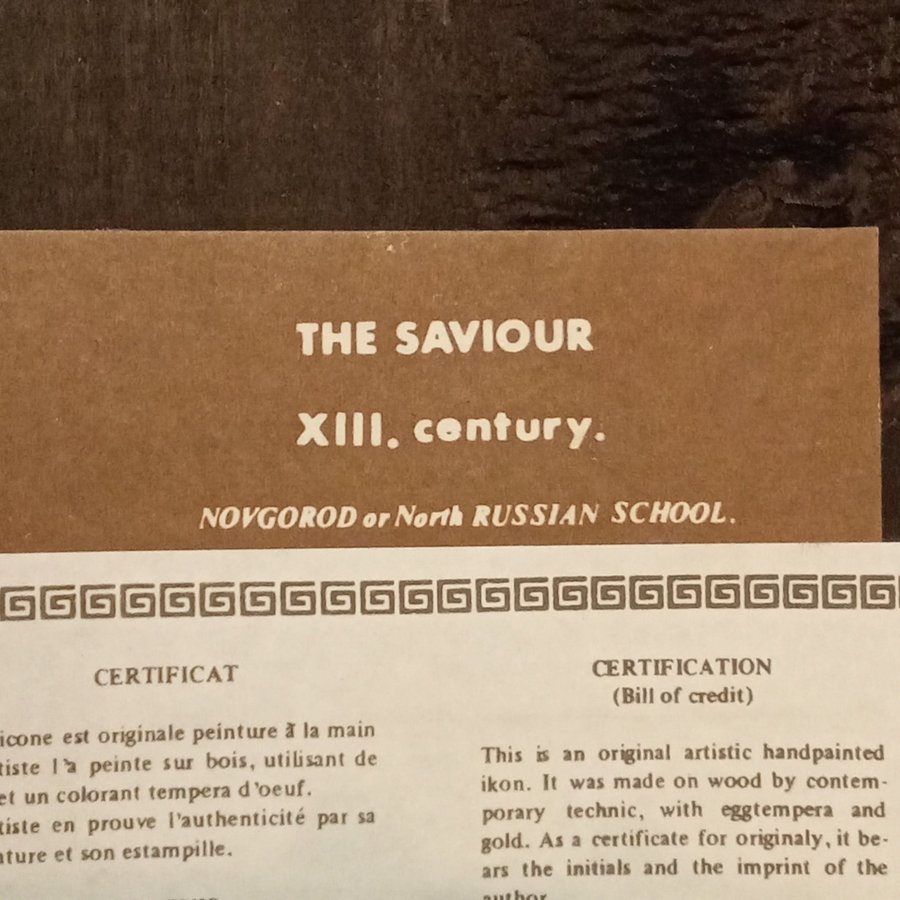 THE SAVIOUR
XIII. century.
NOVGOROD or North RUSSIAN SCHOOL.
CERTIFICAT
icone est originale peinture à la main
tiste l'a peinte sur bois, utilisant de
et un colorant tempera d'oeuf.
tiste en prouve l'authenticité par sa
ature et son estampille.
CERTIFICATION
(Bill of credit)
This is an original artistic handpainted
ikon. It was made on wood by contem-
porary technic, with eggtempera and
gold. As a certificate for originaly, it be-
ars the initials and the imprint of the
author